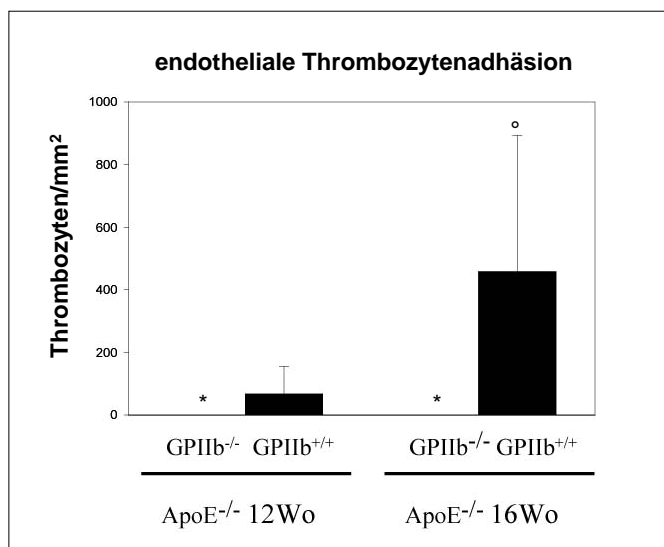 endotheliale Thrombozytenadhäsion
Thrombozyten/mm²
1000
800
600
400
200
0
*
*
°
GPIIb-/- GPIIb+/+ GPIIb-/- GPIIb+/+
ApoE-/- 12Wo ApoE-/- 16Wo